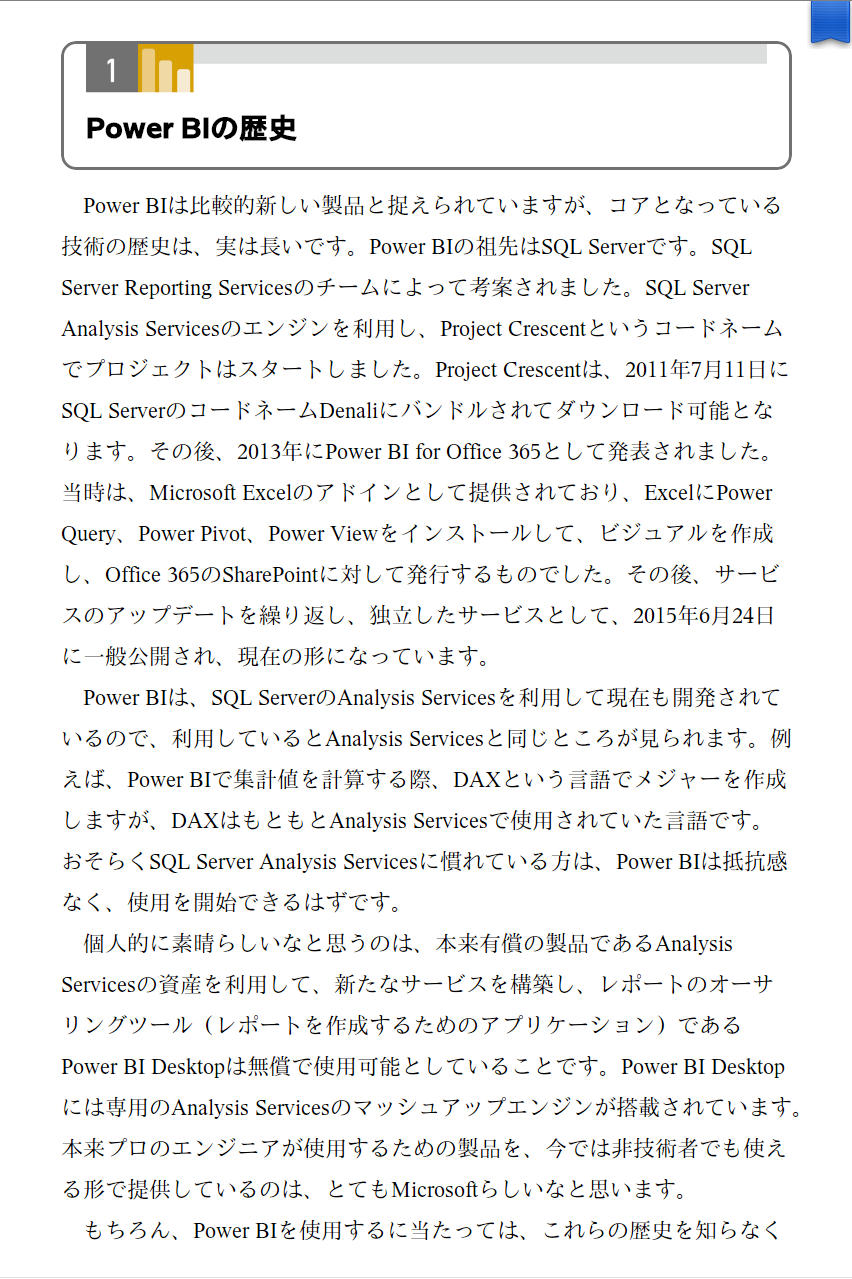 1
Power BIの歴史
Power BIは比較的新しい製品と捉えられていますが、コアとなっている
技術の歴史は、実は長いです。Power BIの祖先はSQL Serverです。SQL
Server Reporting Servicesのチームによって考案されました。SQL Server
Analysis Servicesのエンジンを利用し、Project Crescentというコードネーム
でプロジェクトはスタートしました。Project Crescentは、2011年7月11日に
SQL ServerのコードネームDenaliにバンドルされてダウンロード可能とな
ります。その後、2013年にPower BI for Office 365として発表されました。
当時は、Microsoft Excelのアドインとして提供されており、ExcelにPower
Query、Power Pivot、Power Viewをインストールして、ビジュアルを作成
し、Office 365のSharePointに対して発行するものでした。その後、サービ
スのアップデートを繰り返し、独立したサービスとして、2015年6月24日
に一般公開され、現在の形になっています。
Power BIは、SQL ServerのAnalysis Servicesを利用して現在も開発されて
いるので、利用しているとAnalysis Servicesと同じところが見られます。例
えば、Power BIで集計値を計算する際、DAXという言語でメジャーを作成
しますが、DAXはもともとAnalysis Servicesで使用されていた言語です。
おそらくSQL Server Analysis Servicesに慣れている方は、Power BIは抵抗感
なく、使用を開始できるはずです。
個人的に素晴らしいなと思うのは、本来有償の製品であるAnalysis
Servicesの資産を利用して、新たなサービスを構築し、レポートのオーサ
リングツール（レポートを作成するためのアプリケーション）である
Power BI Desktopは無償で使用可能としていることです。Power BI Desktop
には専用のAnalysis Servicesのマッシュアップエンジンが搭載されています。
本来プロのエンジニアが使用するための製品を、今では非技術者でも使え
る形で提供しているのは、とてもMicrosoftらしいなと思います。
もちろん、Power BIを使用するに当たっては、これらの歴史を知らなく